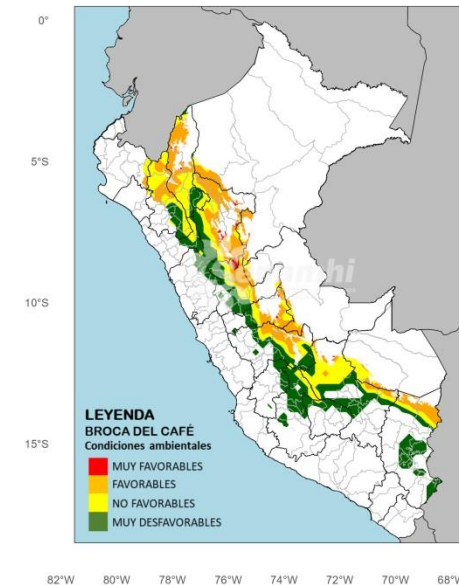 0°
5°S
10°S
15°S
senamhi
LEYENDA
BROCA DEL CAFÉ
Condiciones ambientales
MUY FAVORABLES
FAVORABLES
NO FAVORABLES
MUY DESFAVORABLES
82°W 80°W 78°W 76°W 74°W 72°W 70°W 68°W